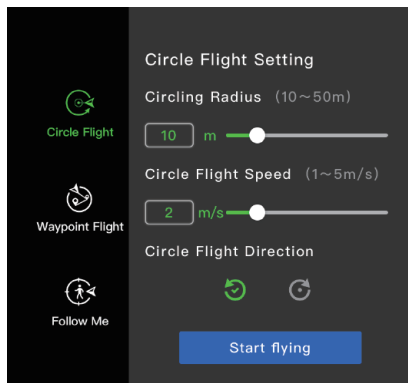 Circle Flight
Waypoint Flight
Follow Me
Circle Flight Setting
Circling Radius (10~50m)
10 m
Circle Flight Speed (1~5m/s)
2 m/s
Circle Flight Direction
Start flying